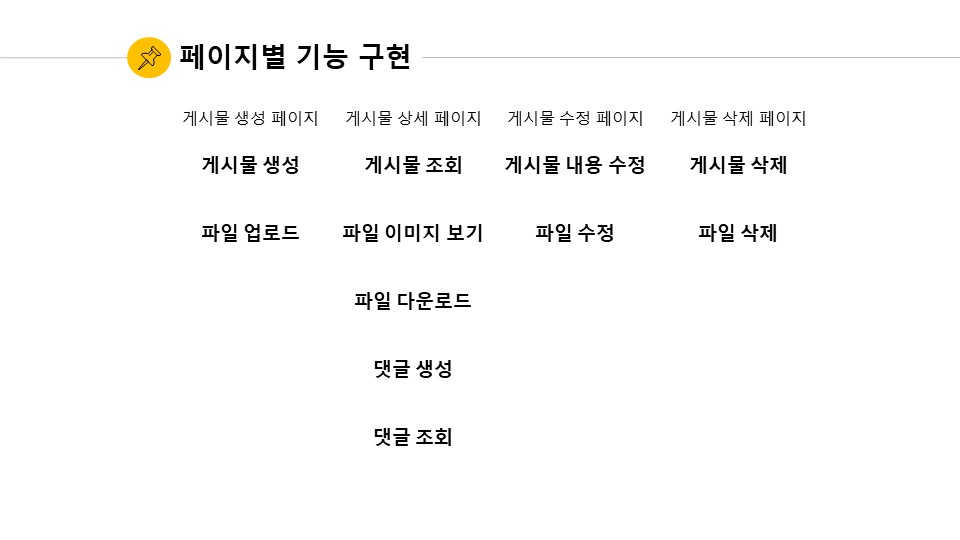 페이지별 기능 구현
게시물 생성 페이지 게시물 상세 페이지 게시물 수정 페이지 게시물 삭제 페이지
게시물 생성 게시물 조회 게시물 내용 수정 게시물 삭제
파일 업로드 파일 이미지 보기 파일 수정 파일 삭제
파일 다운로드
댓글 생성
댓글 조회